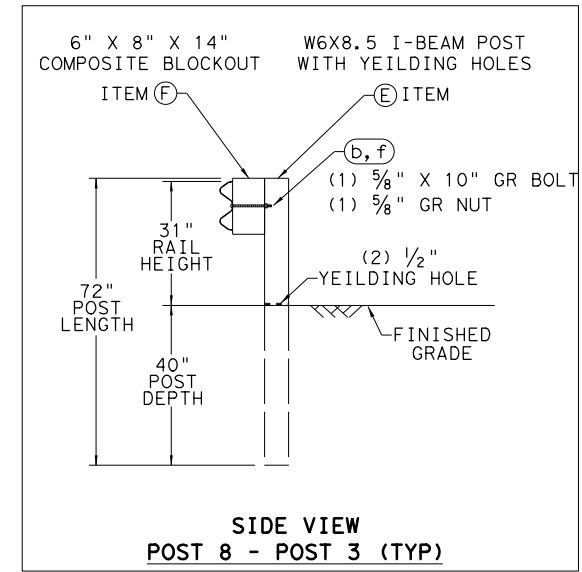 6" X 8" X 14"
COMPOSITE BLOCKOUT
ITEM F
W6X8.5 I-BEAM POST
WITH YEILDING HOLES
E ITEM
b, f
(1) 5/8" X 10" GR BOLT
(1) 5/8" GR NUT
31"
RAIL
HEIGHT
(2) 1/2"
YEILDING HOLE
72"
POST
LENGTH
FINISHED
GRADE
40"
POST
DEPTH
SIDE VIEW
POST 8 - POST 3 (TYP)